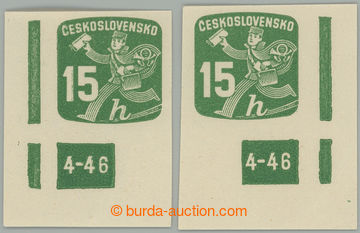 ČESKOSLOVENSKO
15
h
4-46
ČESKOSLOVENSKO
15
h
4-46
© burda-auction.com